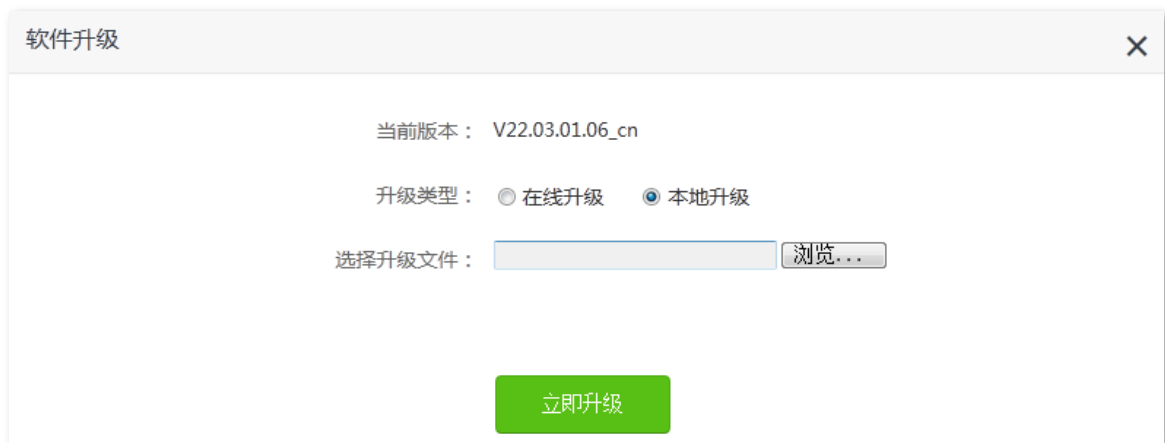 软件升级
当前版本： V22.03.01.06_cn
升级类型： 在线升级 本地升级
选择升级文件： 浏览...
立即升级